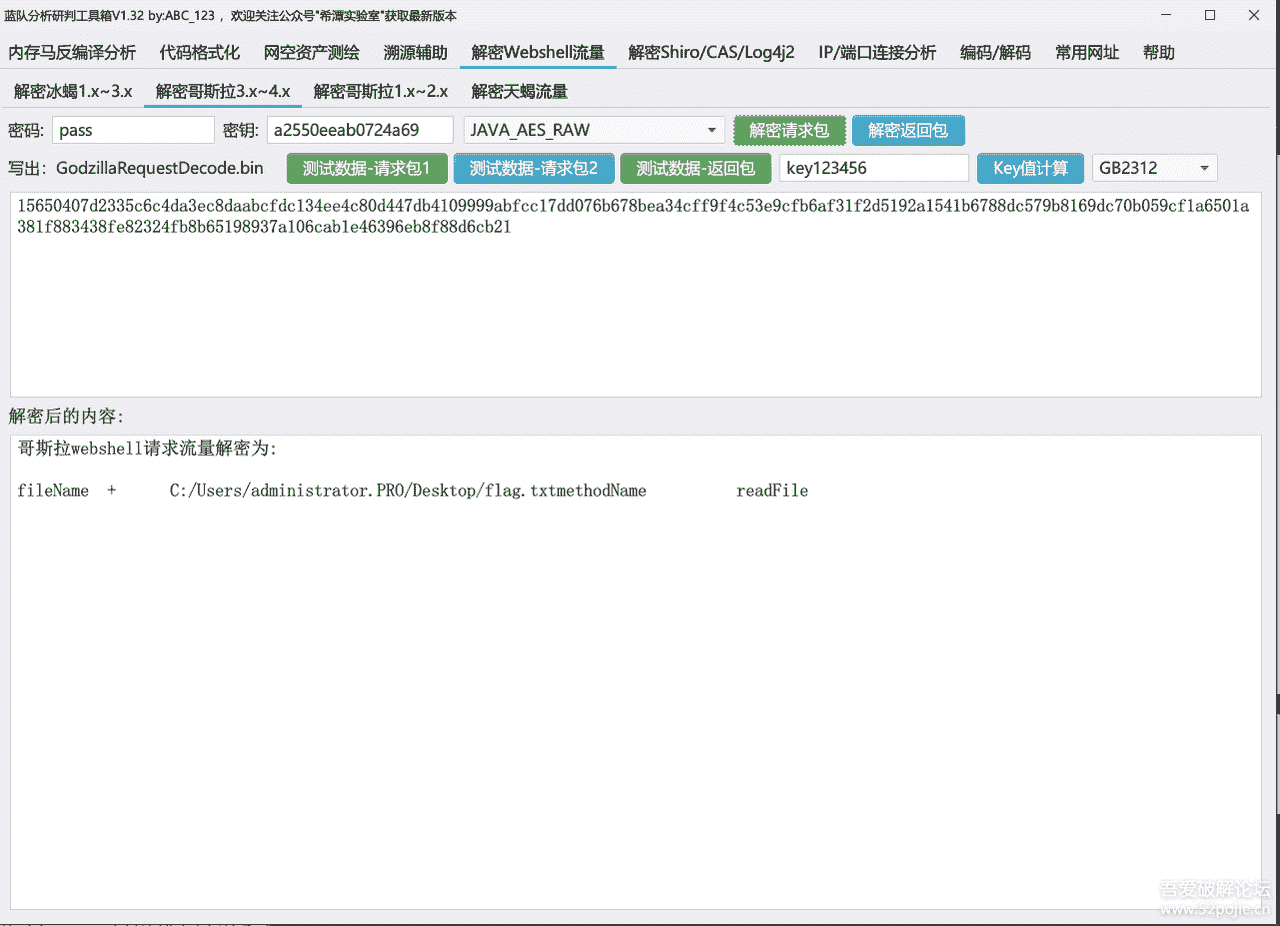 蓝队分析研判工具箱V1.32 by:ABC_123 ，欢迎关注公众号"希潭实验室"获取最新版本
内存马反编译分析 代码格式化 网空资产测绘 溯源辅助 解密Webshell流量 解密Shiro/CAS/Log4j2 IP/端口连接分析 编码/解码 常用网址 帮助
解密冰蝎1.x~3.x 解密哥斯拉3.x~4.x 解密哥斯拉1.x~2.x 解密天蝎流量
密码: pass 密钥: a2550eeab0724a69 JAVA_AES_RAW 解密请求包 解密返回包
写出: GodzillaRequestDecode.bin 测试数据-请求包1 测试数据-请求包2 测试数据-返回包 key123456 Key值计算 GB2312
15650407d2335c6c4da3ec8daabcfdc134ee4c80d447db4109999abfcc17dd076b678bea34cff9f4c53e9cfb6af31f2d5192a1541b6788dc579b8169dc70b059cf1a6501a
381f883438fe82324fb8b65198937a106cab1e46396eb8f88d6cb21
解密后的内容:
哥斯拉webshell请求流量解密为:
fileName + C:/Users/administrator.PRO/Desktop/flag.txtmethodName readFile
吾爱破解论坛
www.52pojie.cn